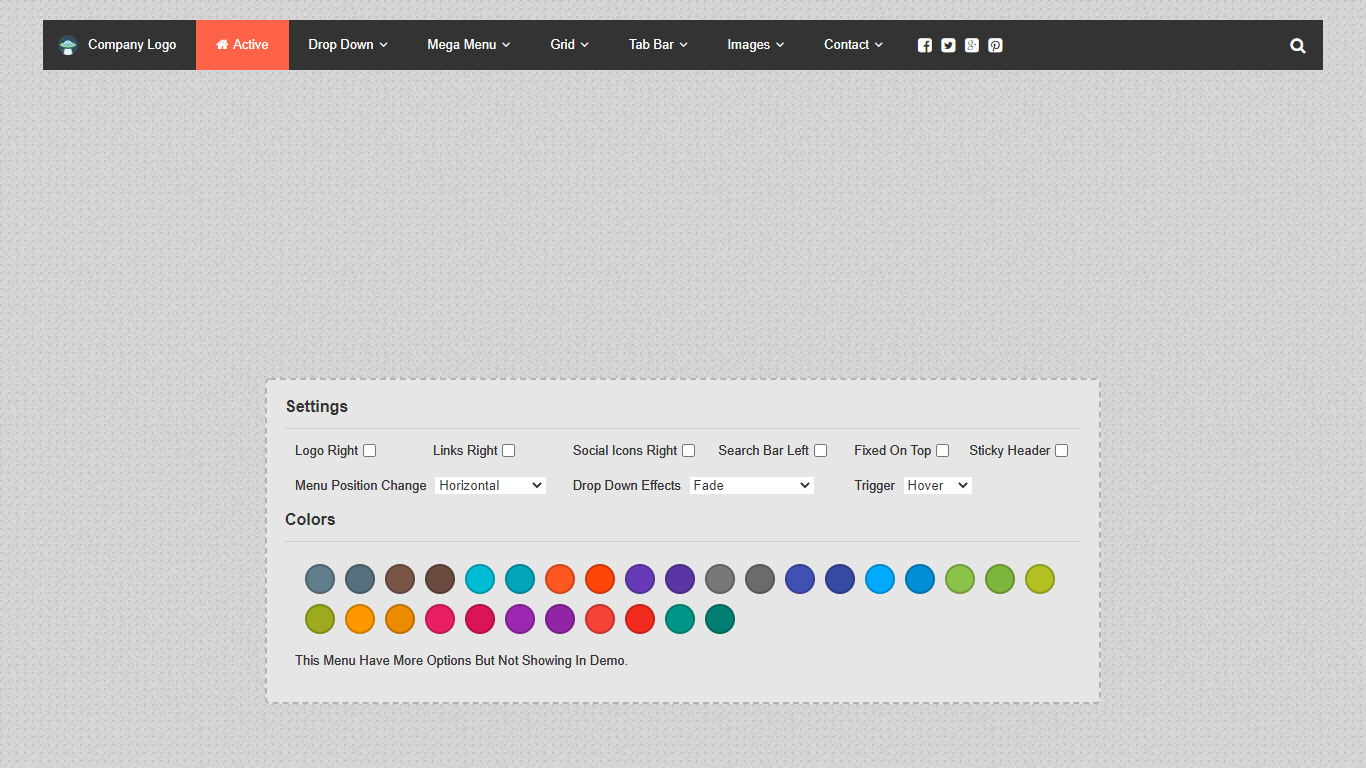 Company Logo Active Drop Down Mega Menu Grid Tab Bar Images Contact
Settings
Logo Right Links Right Social Icons Right Search Bar Left Fixed On Top Sticky Header
Menu Position Change Horizontal Drop Down Effects Fade Trigger Hover
Colors
This Menu Have More Options But Not Showing In Demo.